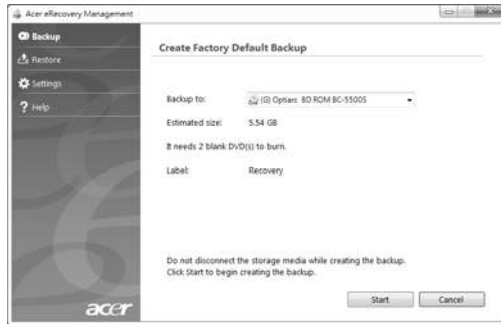 Acer eRecovery Management
Backup
Restore
Settings
Help
Create Factory Default Backup
Backup to:
(G) Optiarc BD ROM BC-5500S
Estimated size:
5.54 GB
It needs 2 blank DVD(s) to burn.
Label:
Recovery
Do not disconnect the storage media while creating the backup.
Click Start to begin creating the backup.
Start
Cancel
acer